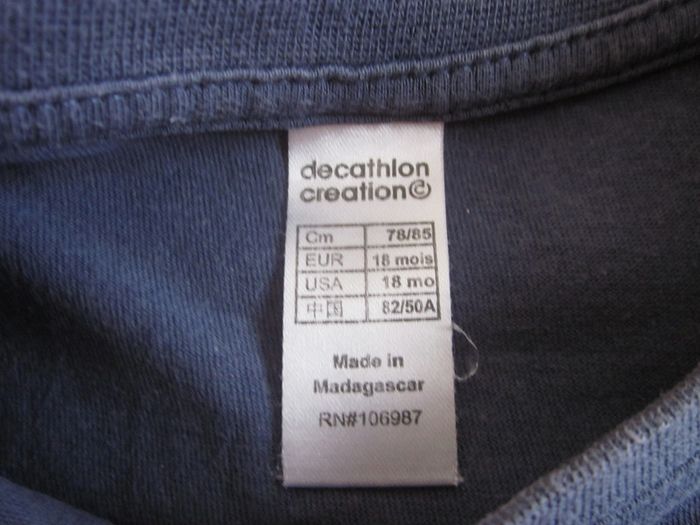 decathlon
creation©
Cm 78/85
EUR 18 mois
USA 18 mo
中国 82/50A
Made in
Madagascar
RN#106987